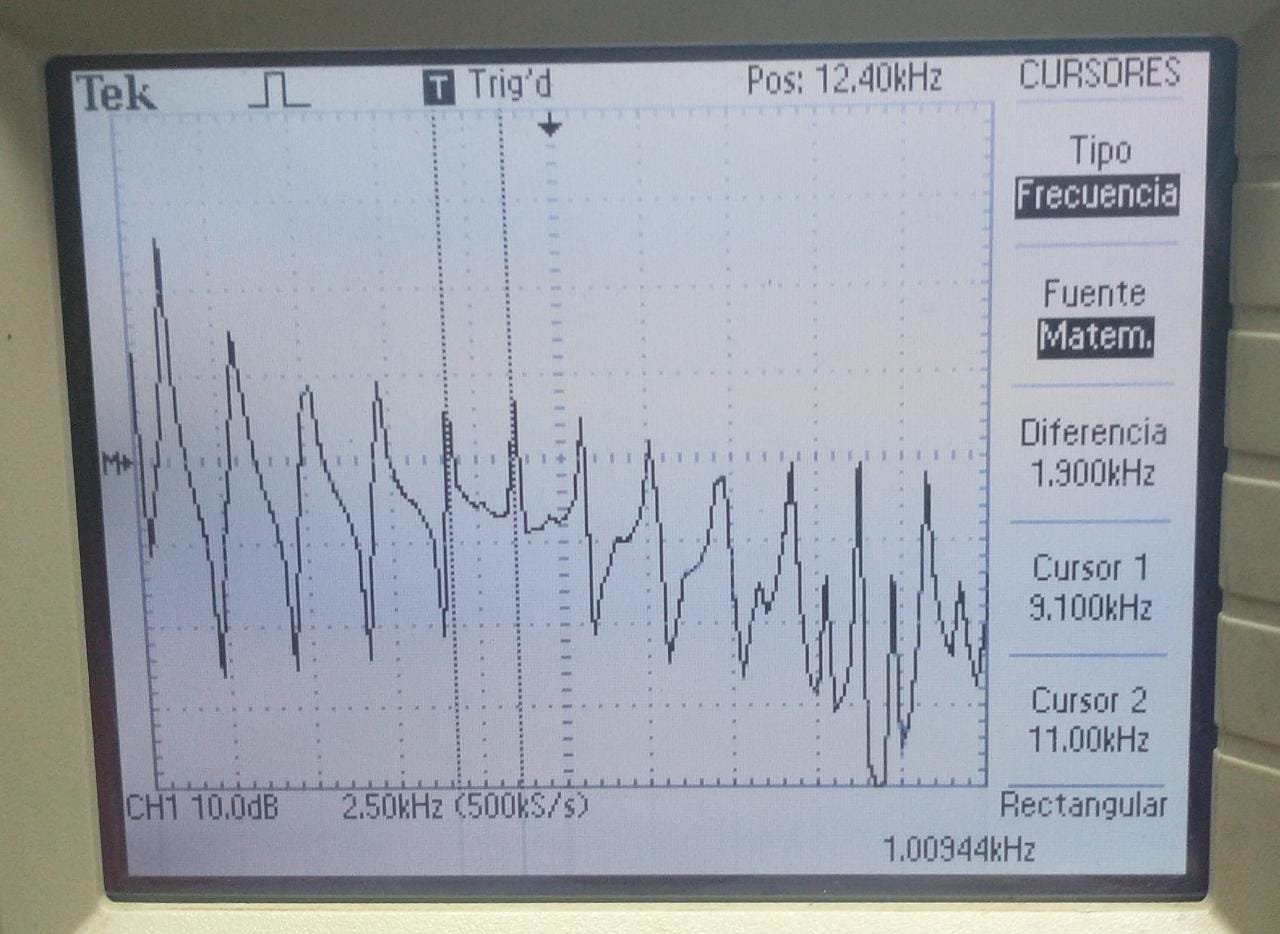 Tek T Trig'd Pos: 12.40kHz CURSORES
Tipo
Frecuencia
Fuente
Matem.
M
Diferencia
1.900kHz
Cursor 1
9.100kHz
Cursor 2
11.00kHz
CH1 10.0dB 2.50kHz (500kS/s) Rectangular
1.00944kHz